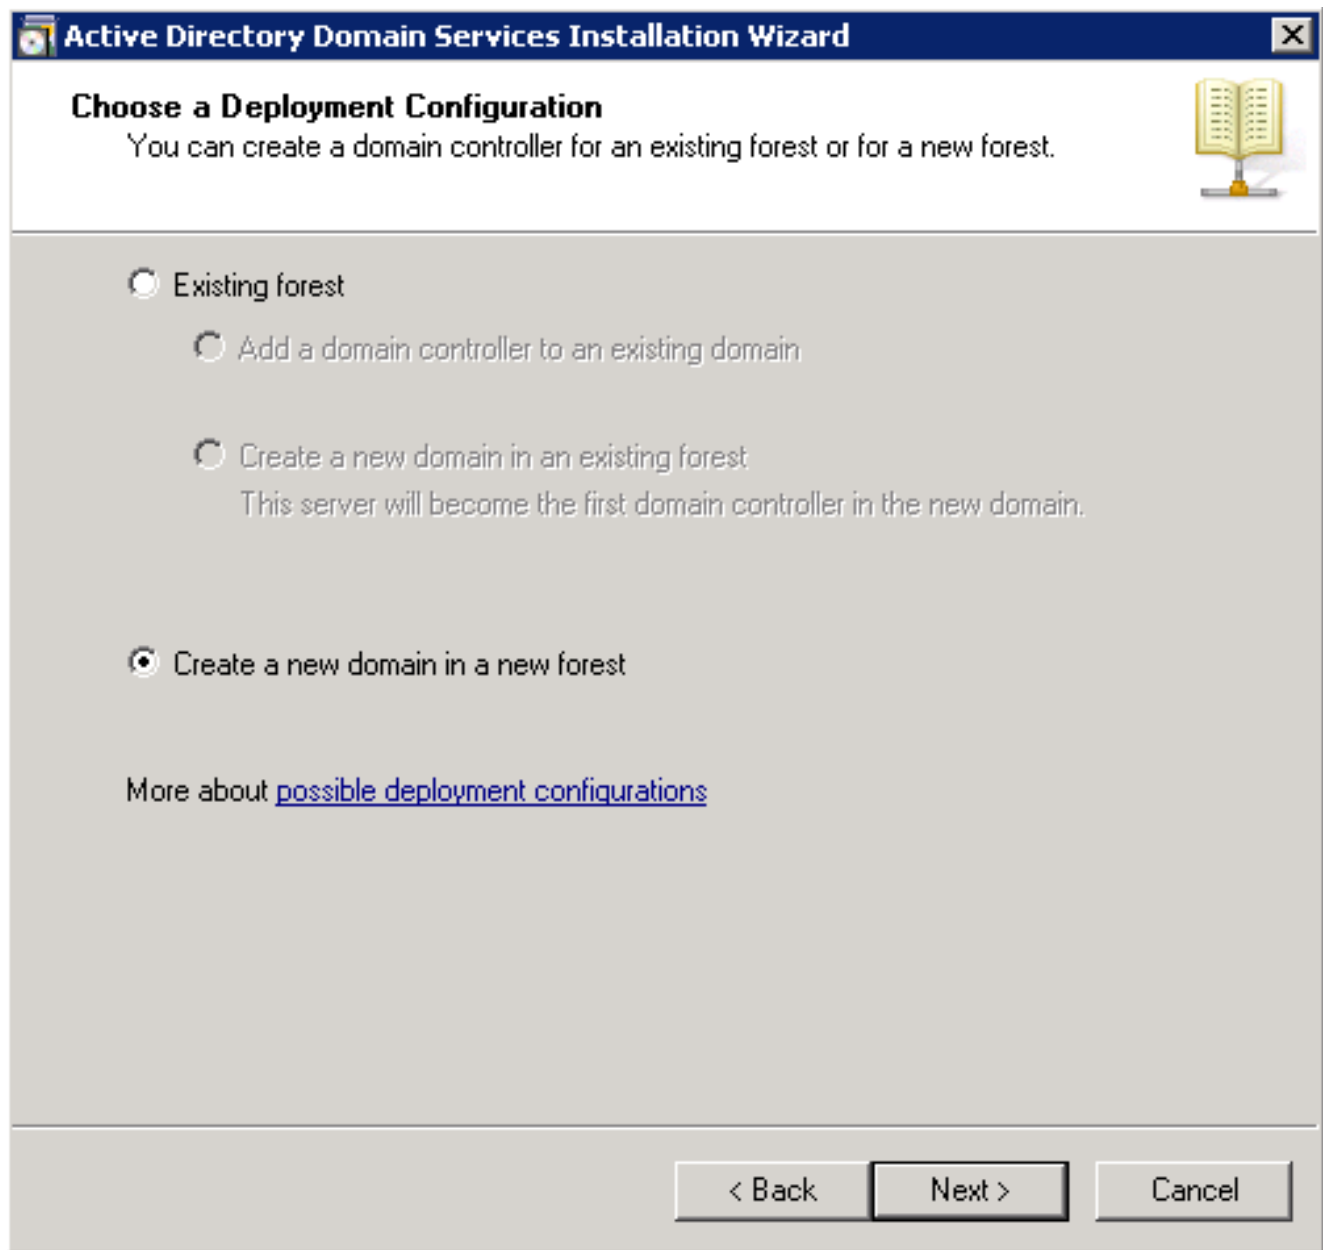 Active Directory Domain Services Installation Wizard
Choose a Deployment Configuration
You can create a domain controller for an existing forest or for a new forest.
Existing forest
Add a domain controller to an existing domain
Create a new domain in an existing forest
This server will become the first domain controller in the new domain.
Create a new domain in a new forest
More about possible deployment configurations
< Back Next > Cancel